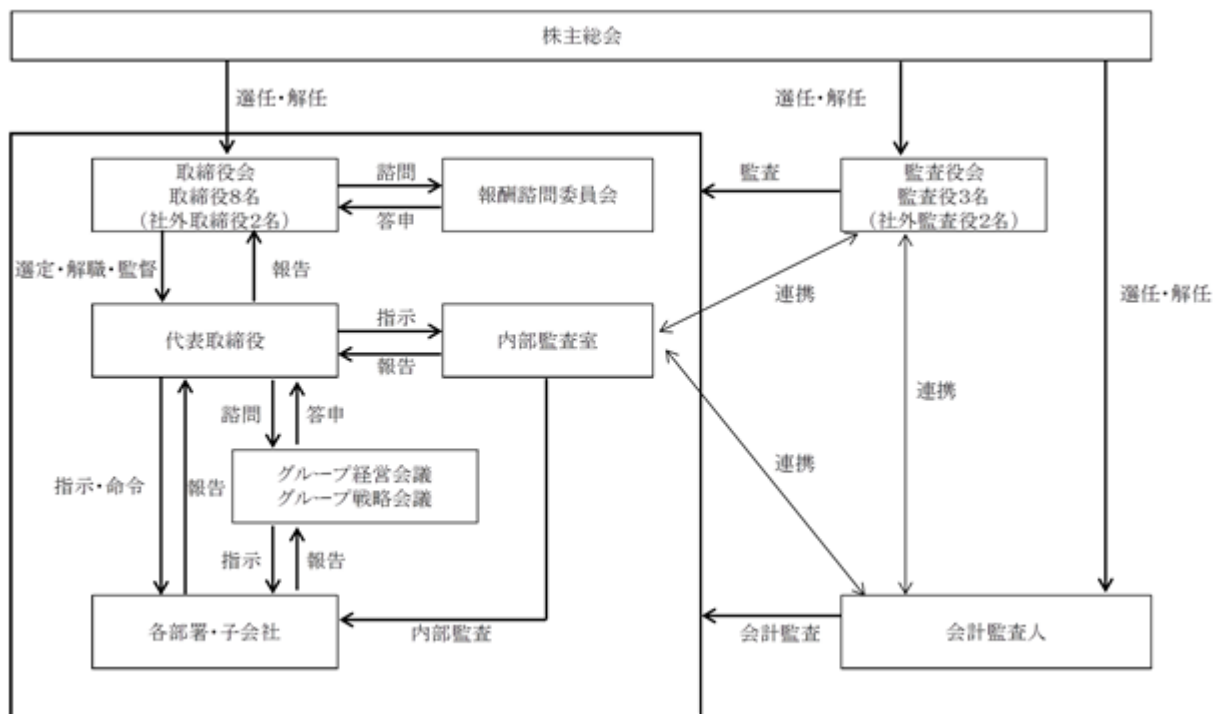 株主総会
選任・解任
選任・解任
取締役会
取締役8名
(社外取締役2名)
諮問
答申
報酬諮問委員会
監査
監査役会
監査役3名
(社外監査役2名)
選定・解職・監督
報告
連携
選任・解任
代表取締役
指示
報告
内部監査室
諮問
答申
連携
連携
グループ経営会議
グループ戦略会議
指示・命令
報告
指示
報告
各部署・子会社
内部監査
会計監査
会計監査人